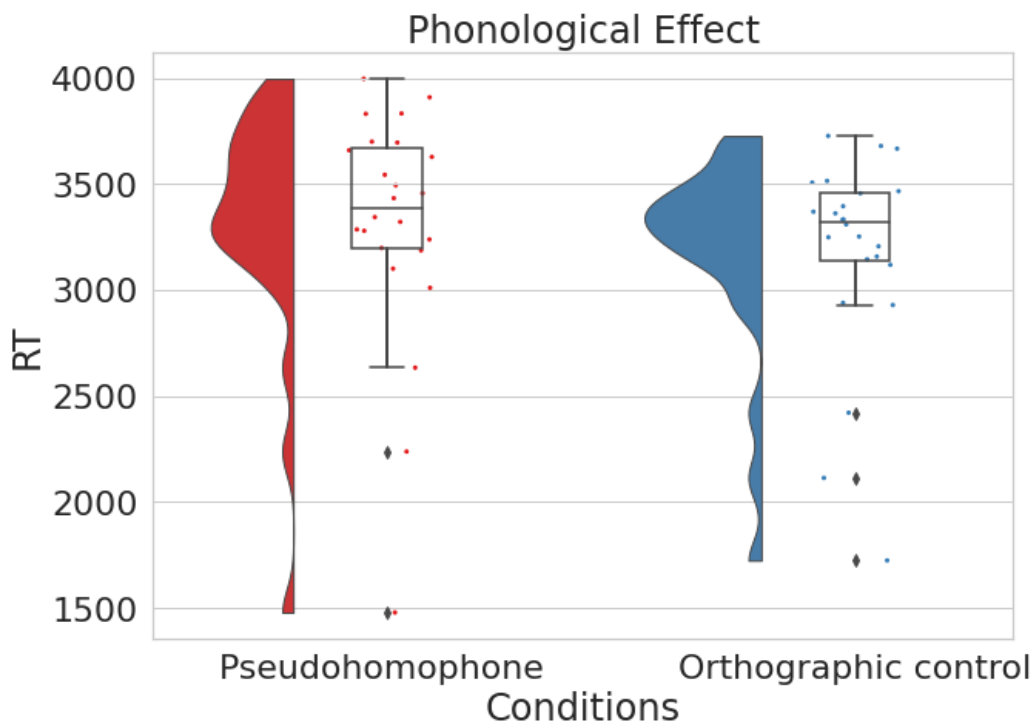 Phonological Effect
4000
3500
3000
2500
2000
1500
RT
Pseudohomophone
Orthographic control
Conditions